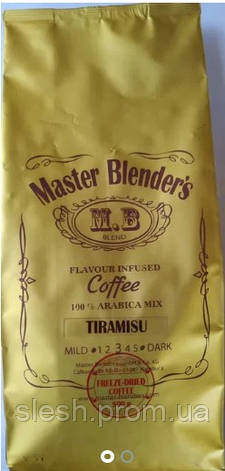 Master Blender's
M.B
BLEND
FLAVOUR INFUSED
Coffee
100 % ARABICA MIX
TIRAMISU
MILD #1 2 3 4 5 # DARK
FREEZE-DRIED
COFFEE
500 g
slesh.prom.ua